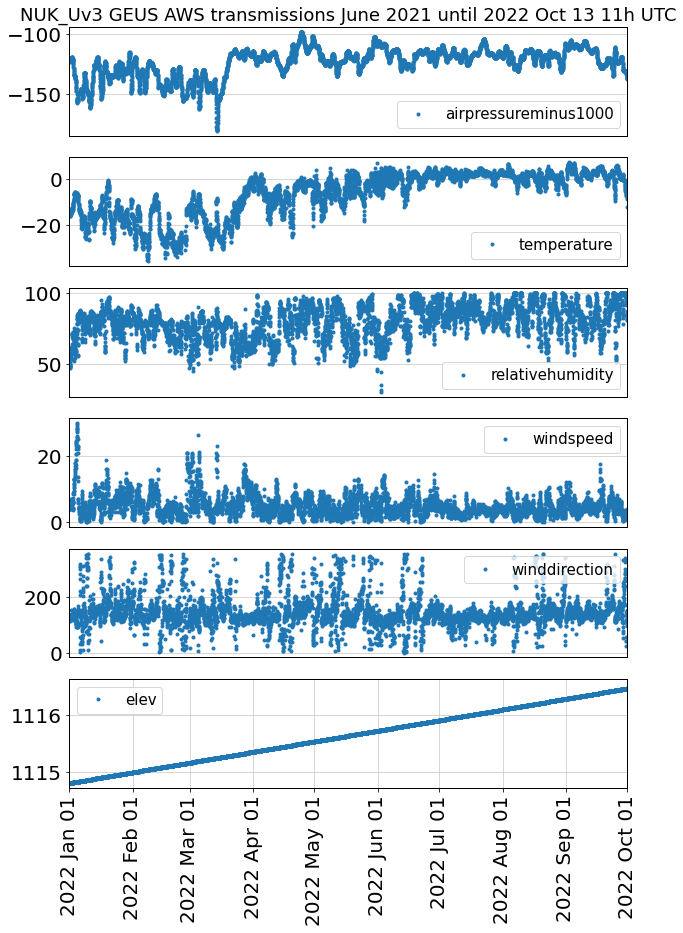 NUK_Uv3 GEUS AWS transmissions June 2021 until 2022 Oct 13 11h UTC
−100
−150
airpressureminus1000
0
−20
temperature
100
50
relativehumidity
20
0
windspeed
200
0
winddirection
1116
1115
elev
2022 Jan 01
2022 Feb 01
2022 Mar 01
2022 Apr 01
2022 May 01
2022 Jun 01
2022 Jul 01
2022 Aug 01
2022 Sep 01
2022 Oct 01